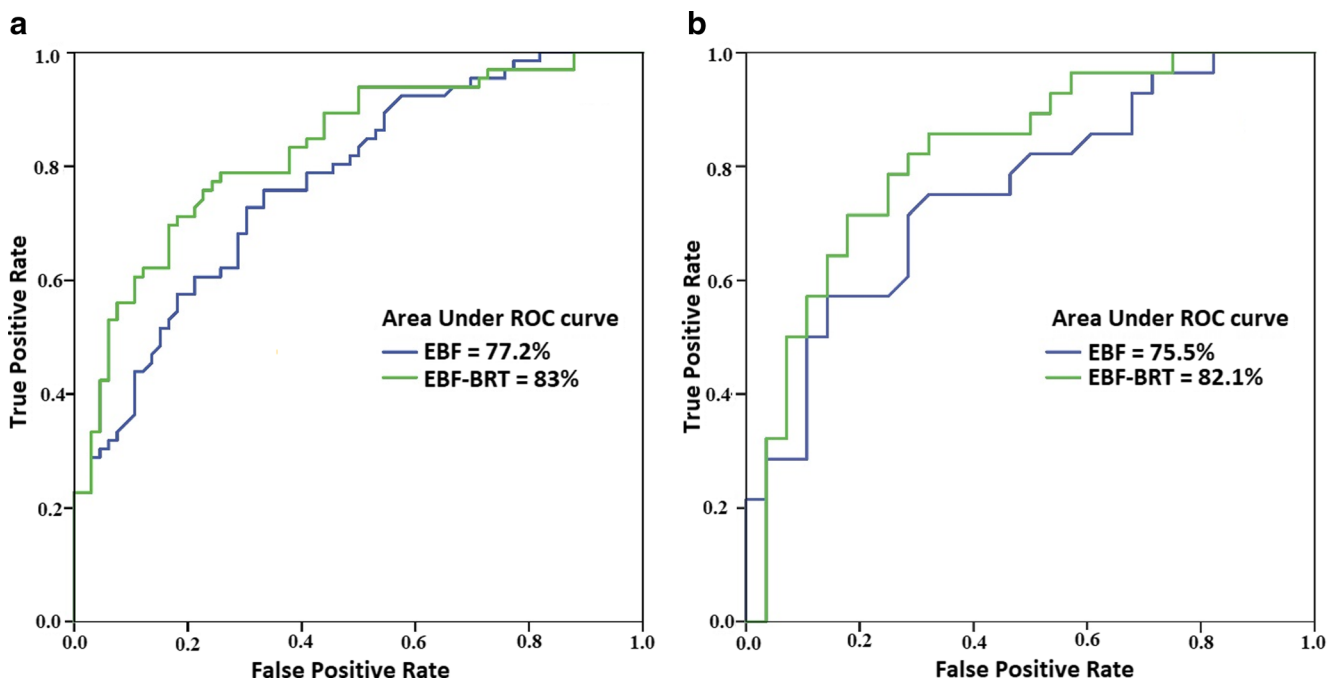 a
1.0
0.8
0.6
0.4
0.2
0.0
True Positive Rate
Area Under ROC curve
EBF = 77.2%
EBF-BRT = 83%
0.0 0.2 0.4 0.6 0.8 1.0
False Positive Rate
b
1.0
0.8
0.6
0.4
0.2
0.0
True Positive Rate
Area Under ROC curve
EBF = 75.5%
EBF-BRT = 82.1%
0.0 0.2 0.4 0.6 0.8 1.0
False Positive Rate